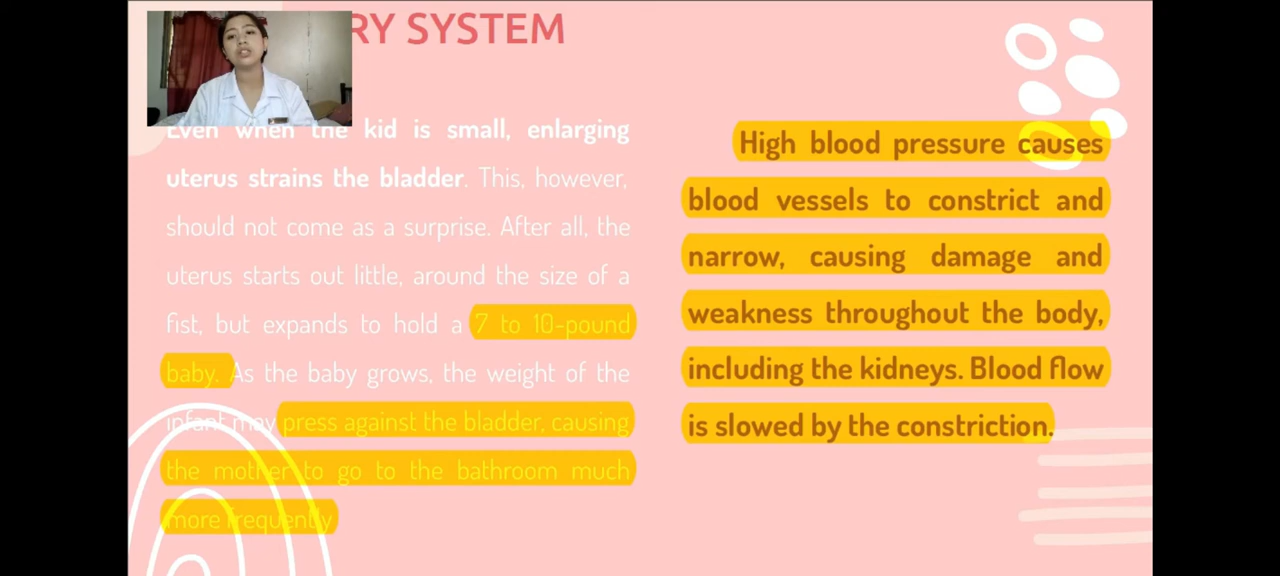 RY SYSTEM
Even when the kid is small, enlarging
uterus strains the bladder. This, however,
should not come as a surprise. After all, the
uterus starts out little, around the size of a
fist, but expands to hold a 7 to 10-pound
baby. As the baby grows, the weight of the
infant may press against the bladder, causing
the mother to go to the bathroom much
more frequently
High blood pressure causes
blood vessels to constrict and
narrow, causing damage and
weakness throughout the body,
including the kidneys. Blood flow
is slowed by the constriction.